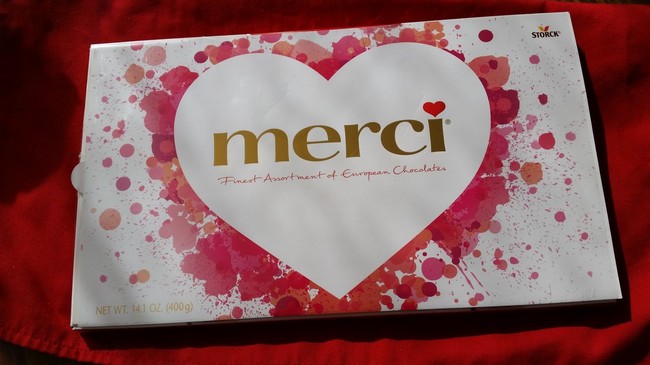 STORCK®
merci®
Finest Assortment of European Chocolates
NET WT. 14.1 OZ. (400g)